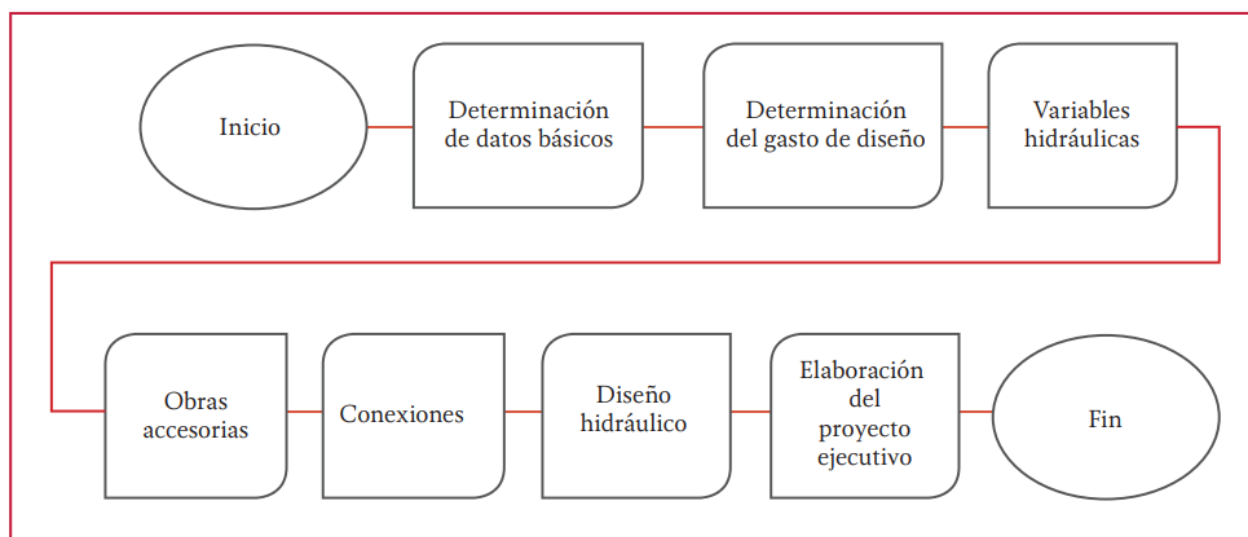 Inicio
Determinación
de datos básicos
Determinación
del gasto de diseño
Variables
hidráulicas
Obras
accesorias
Conexiones
Diseño
hidráulico
Elaboración
del
proyecto
ejecutivo
Fin